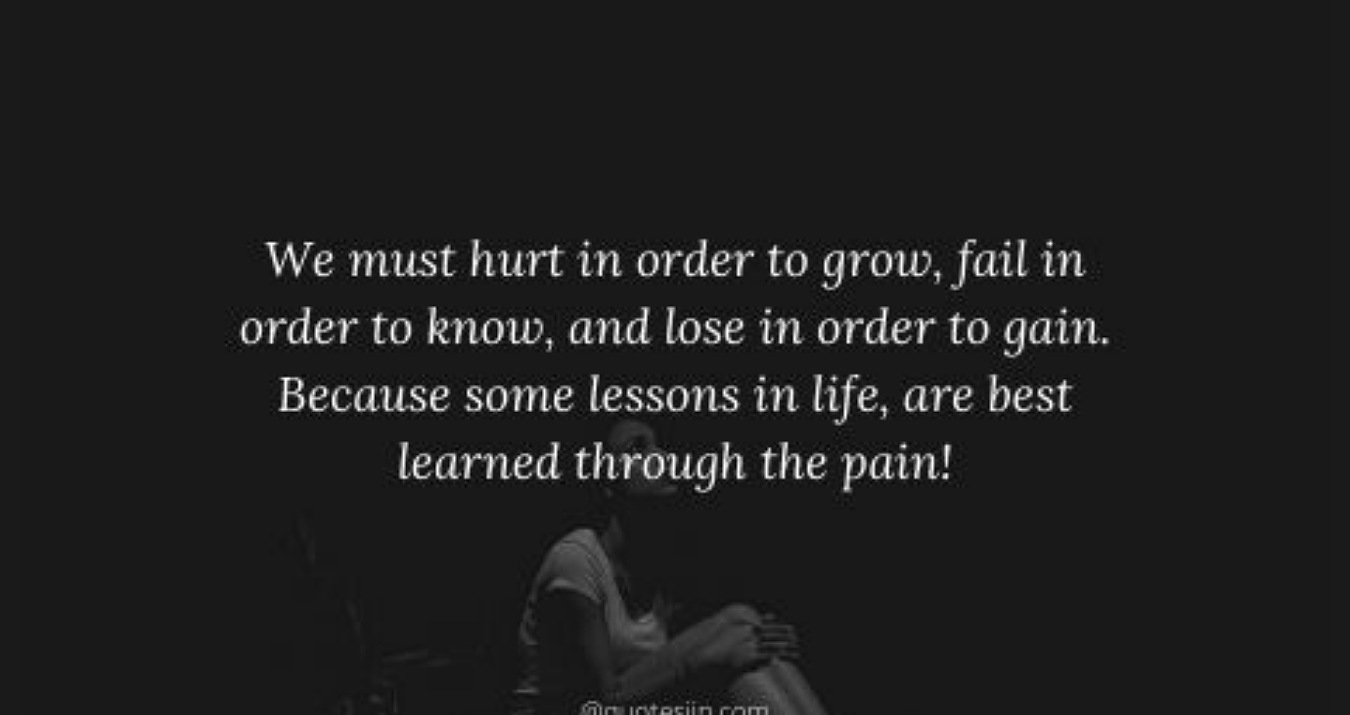 We must hurt in order to grow, fail in
order to know, and lose in order to gain.
Because some lessons in life, are best
learned through the pain!
@quotesjin.com